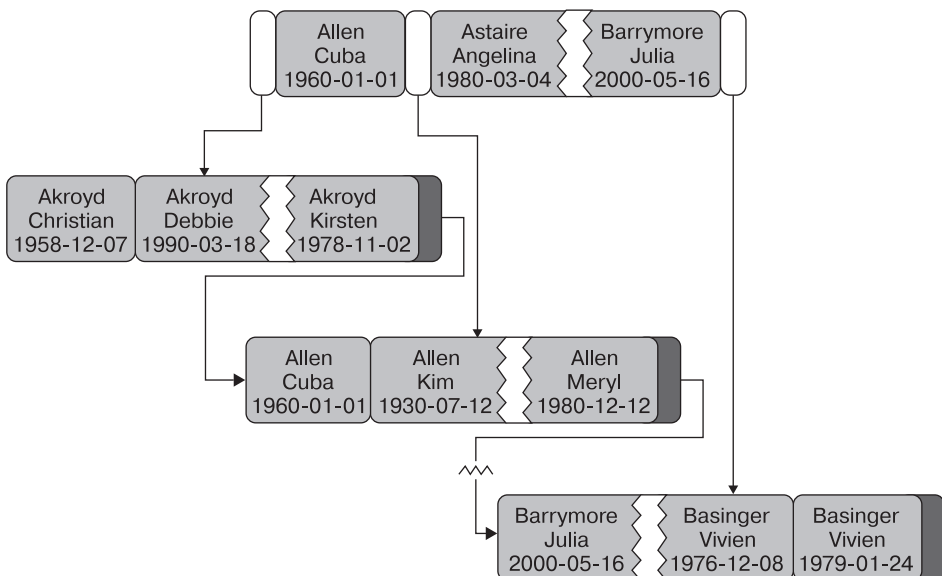 Allen
Cuba
1960-01-01
Astaire
Angelina
1980-03-04
Barrymore
Julia
2000-05-16
Akroyd
Christian
1958-12-07
Akroyd
Debbie
1990-03-18
Akroyd
Kirsten
1978-11-02
Allen
Cuba
1960-01-01
Allen
Kim
1930-07-12
Allen
Meryl
1980-12-12
Barrymore
Julia
2000-05-16
Basinger
Vivien
1976-12-08
Basinger
Vivien
1979-01-24